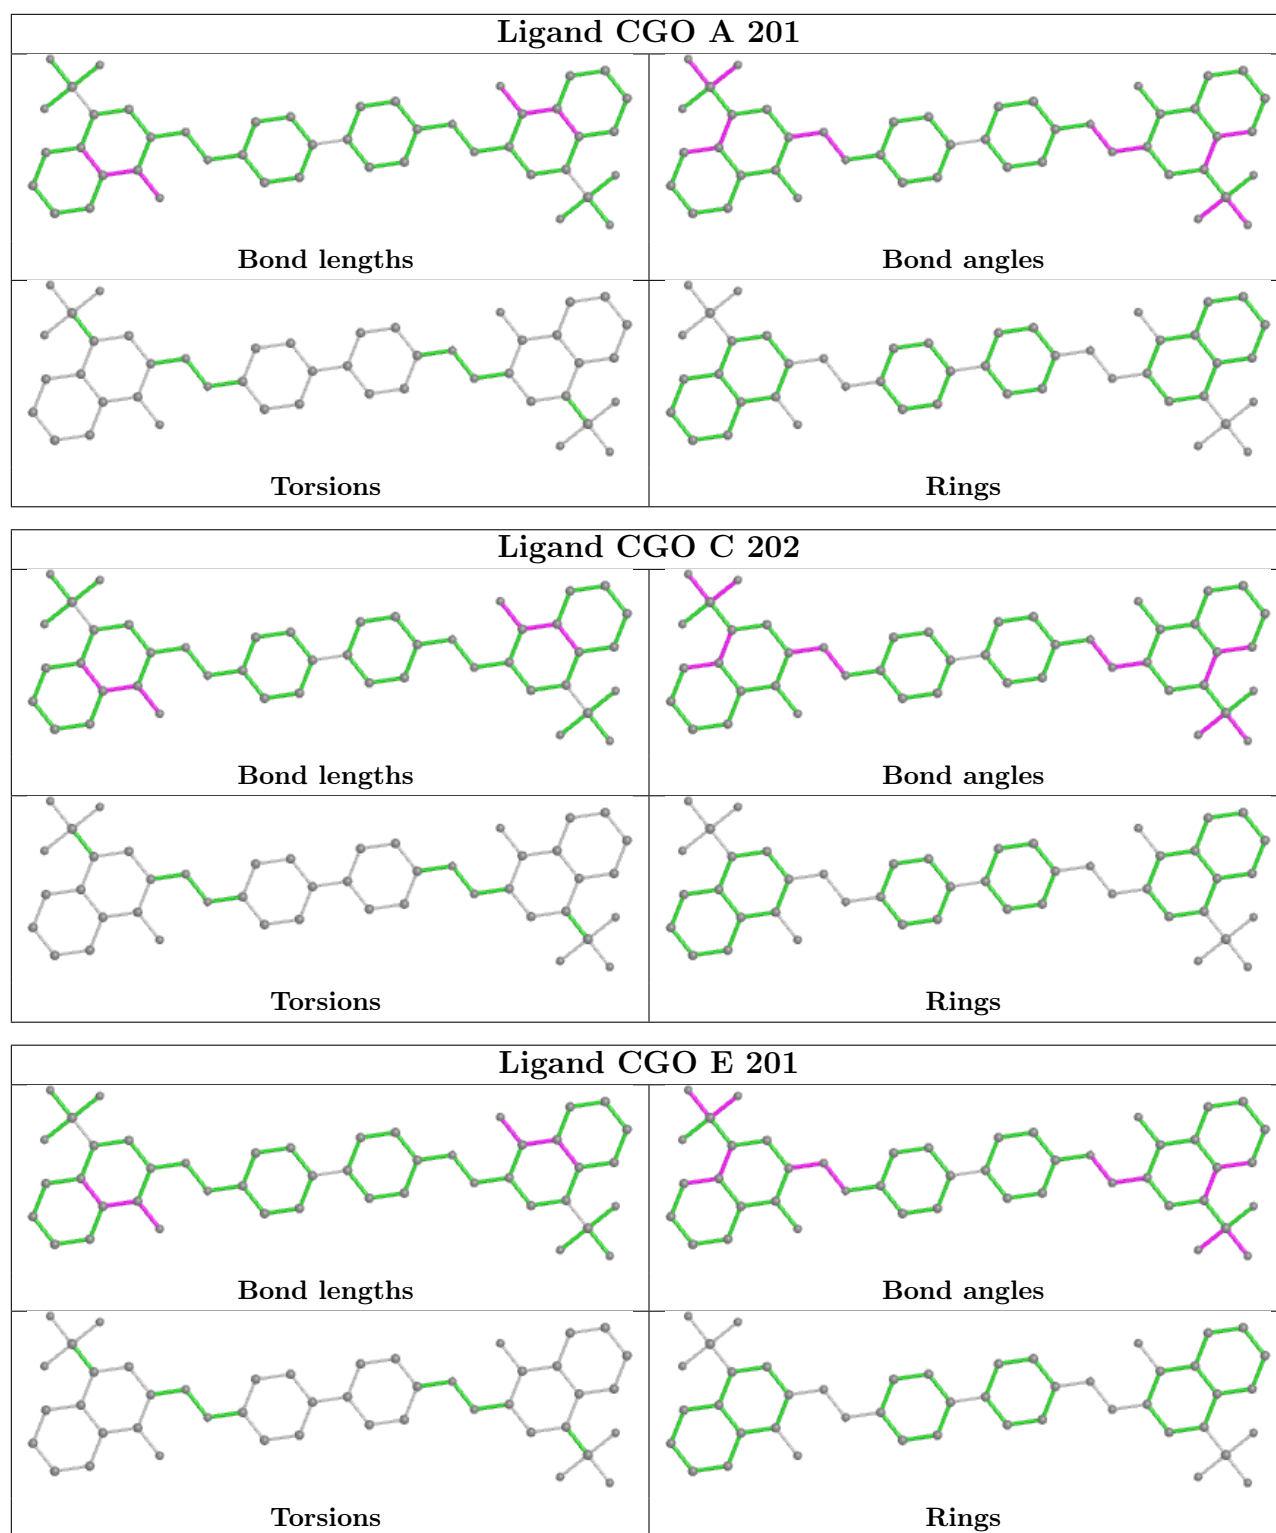 Ligand CGO A 201
Bond lengths
Bond angles
Torsions
Rings
Ligand CGO C 202
Bond lengths
Bond angles
Torsions
Rings
Ligand CGO E 201
Bond lengths
Bond angles
Torsions
Rings